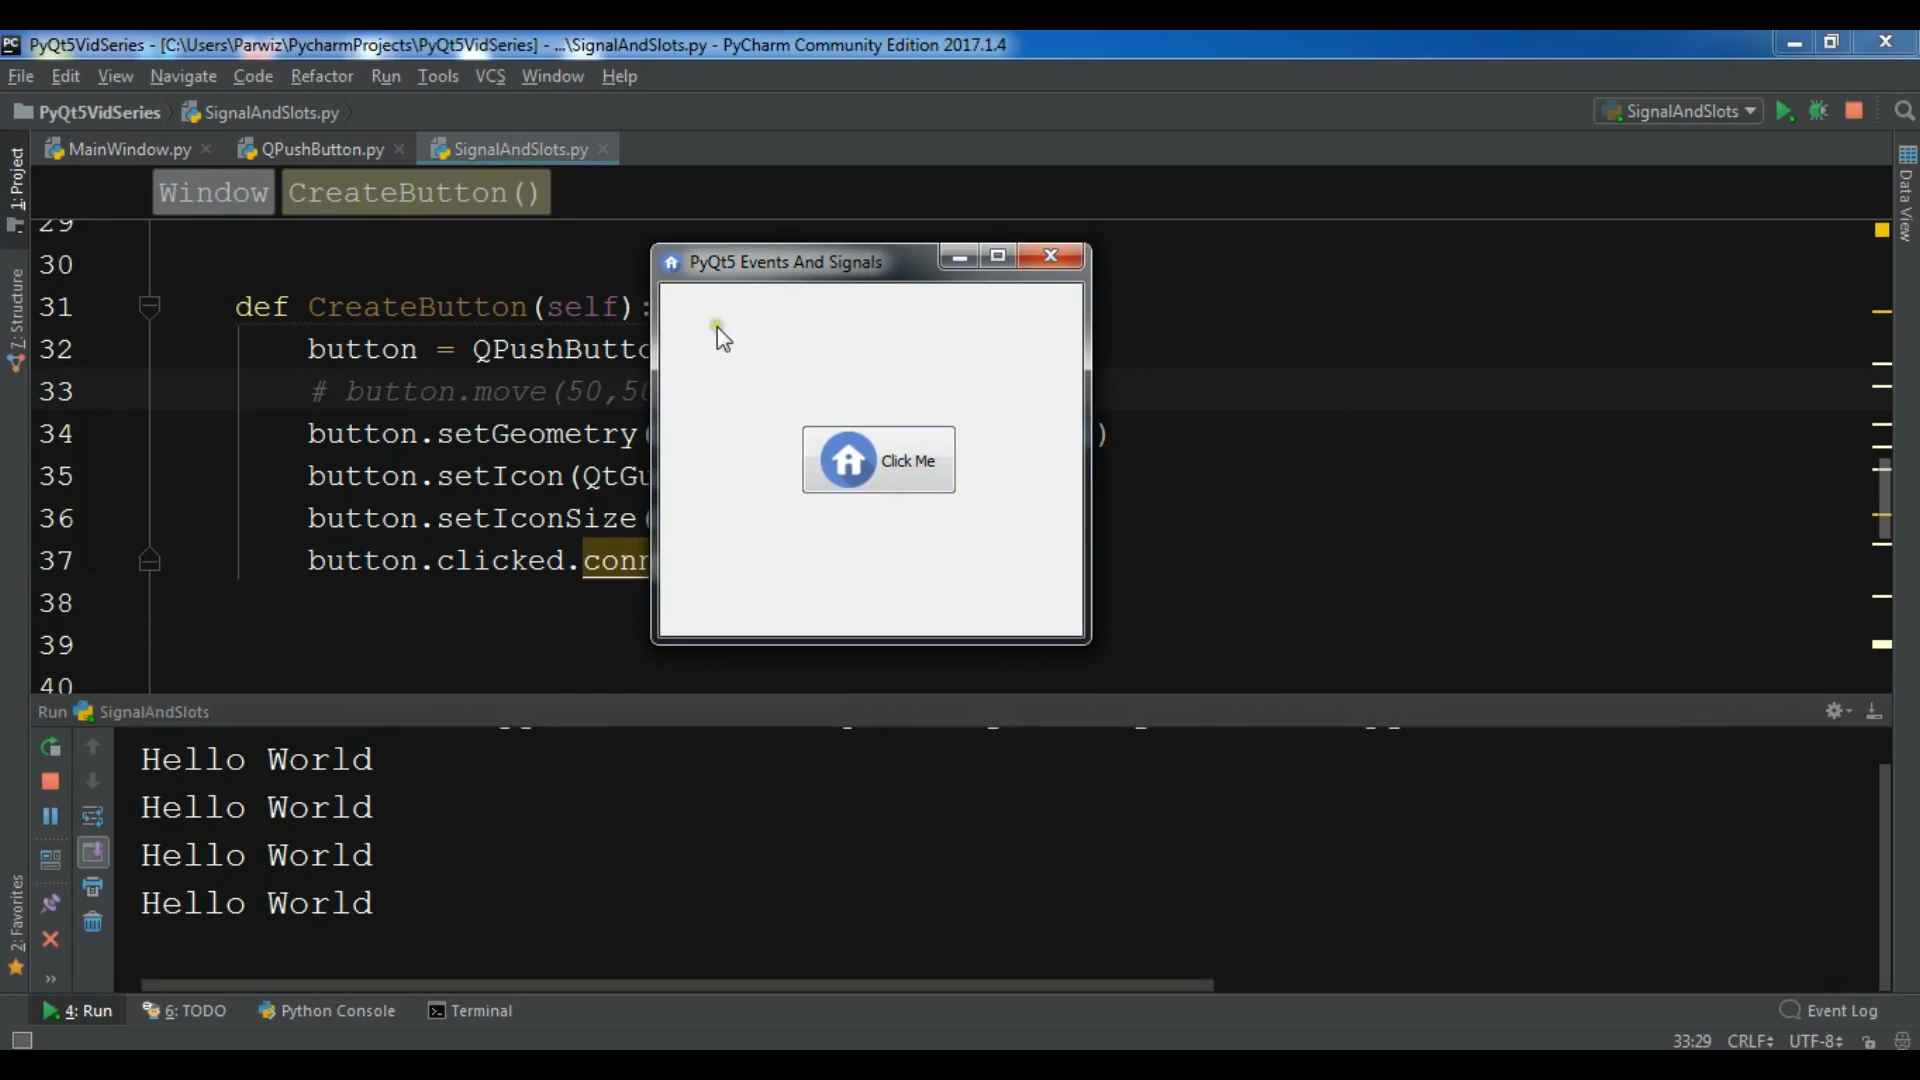 PyQt5VidSeries - [C:\Users\Parwiz\PycharmProjects\PyQt5VidSeries] - ...\SignalAndSlots.py - PyCharm Community Edition 2017.1.4
File Edit View Navigate Code Refactor Run Tools VCS Window Help
PyQt5VidSeries SignalAndSlots.py SignalAndSlots
MainWindow.py QPushButton.py SignalAndSlots.py
1: Project
7: Structure
2: Favorites
Data View
Window CreateButton()
29
30
31 def CreateButton(self):
32 button = QPushButto
33 # button.move(50,50
34 button.setGeometry( )
35 button.setIcon(QtGu
36 button.setIconSize(
37 button.clicked.conn
38
39
40
PyQt5 Events And Signals
Click Me
Run SignalAndSlots
Hello World
Hello World
Hello World
Hello World
4: Run 6: TODO Python Console Terminal Event Log
33:29 CRLF UTF-8